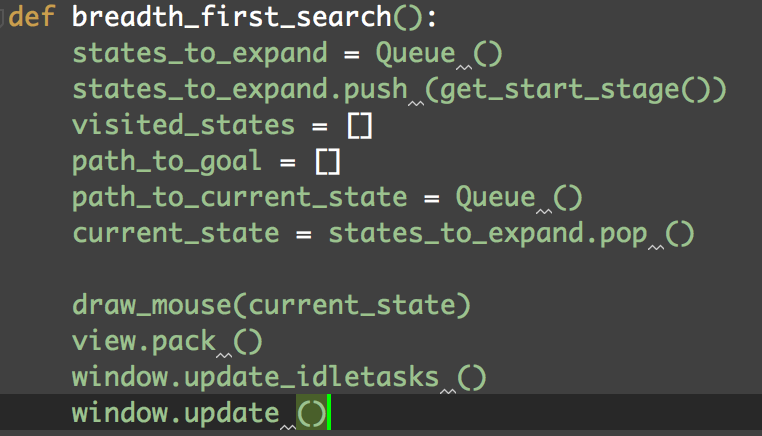 def breadth_first_search():
states_to_expand = Queue ()
states_to_expand.push (get_start_stage())
visited_states = []
path_to_goal = []
path_to_current_state = Queue ()
current_state = states_to_expand.pop ()
draw_mouse(current_state)
view.pack ()
window.update_idletasks ()
window.update ()